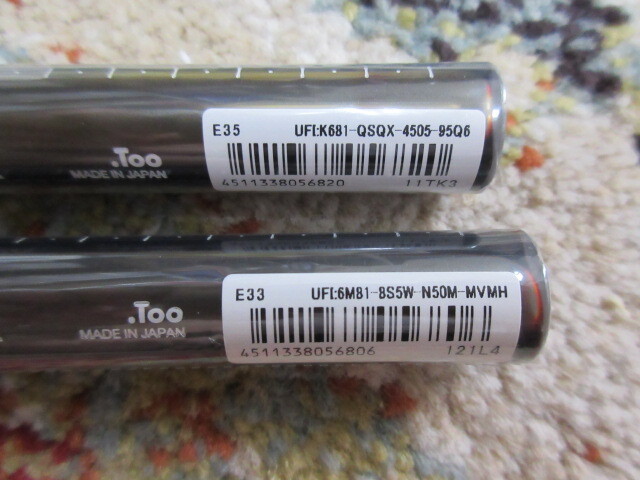 .Too
MADE IN JAPAN
E35 UFI:K681-QSQX-4505-95Q6
4511338056820 11TK3
.Too
MADE IN JAPAN
E33 UFI:6M81-8S5W-N50M-MVMH
4511338056806 121L4